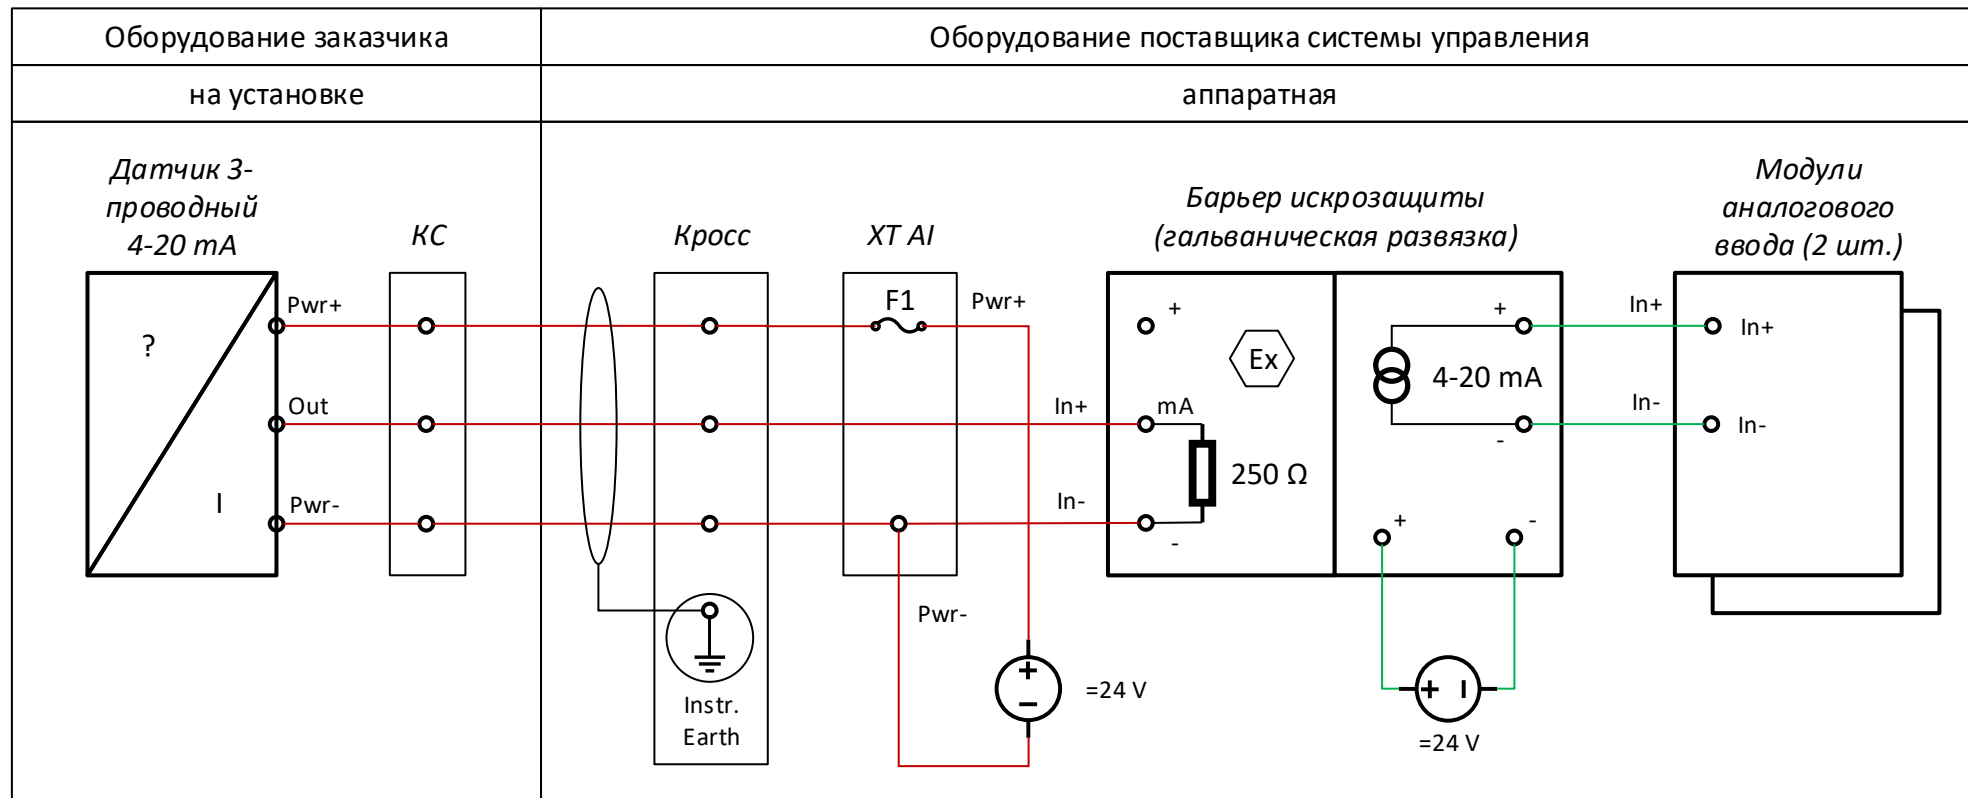 Оборудование заказчика
Оборудование поставщика системы управления
на установке
аппаратная
Датчик 3-
проводный
4-20 mA
КС
Кросс
XT AI
Барьер искрозащиты
(гальваническая развязка)
Модули
аналогового
ввода (2 шт.)
?
I
Pwr+
Out
Pwr-
F1
Pwr+
In+
In-
Pwr-
Instr.
Earth
=24 V
+
mA
250 Ω
-
Ex
+
4-20 mA
-
+
-
=24 V
In+
In-
In+
In-